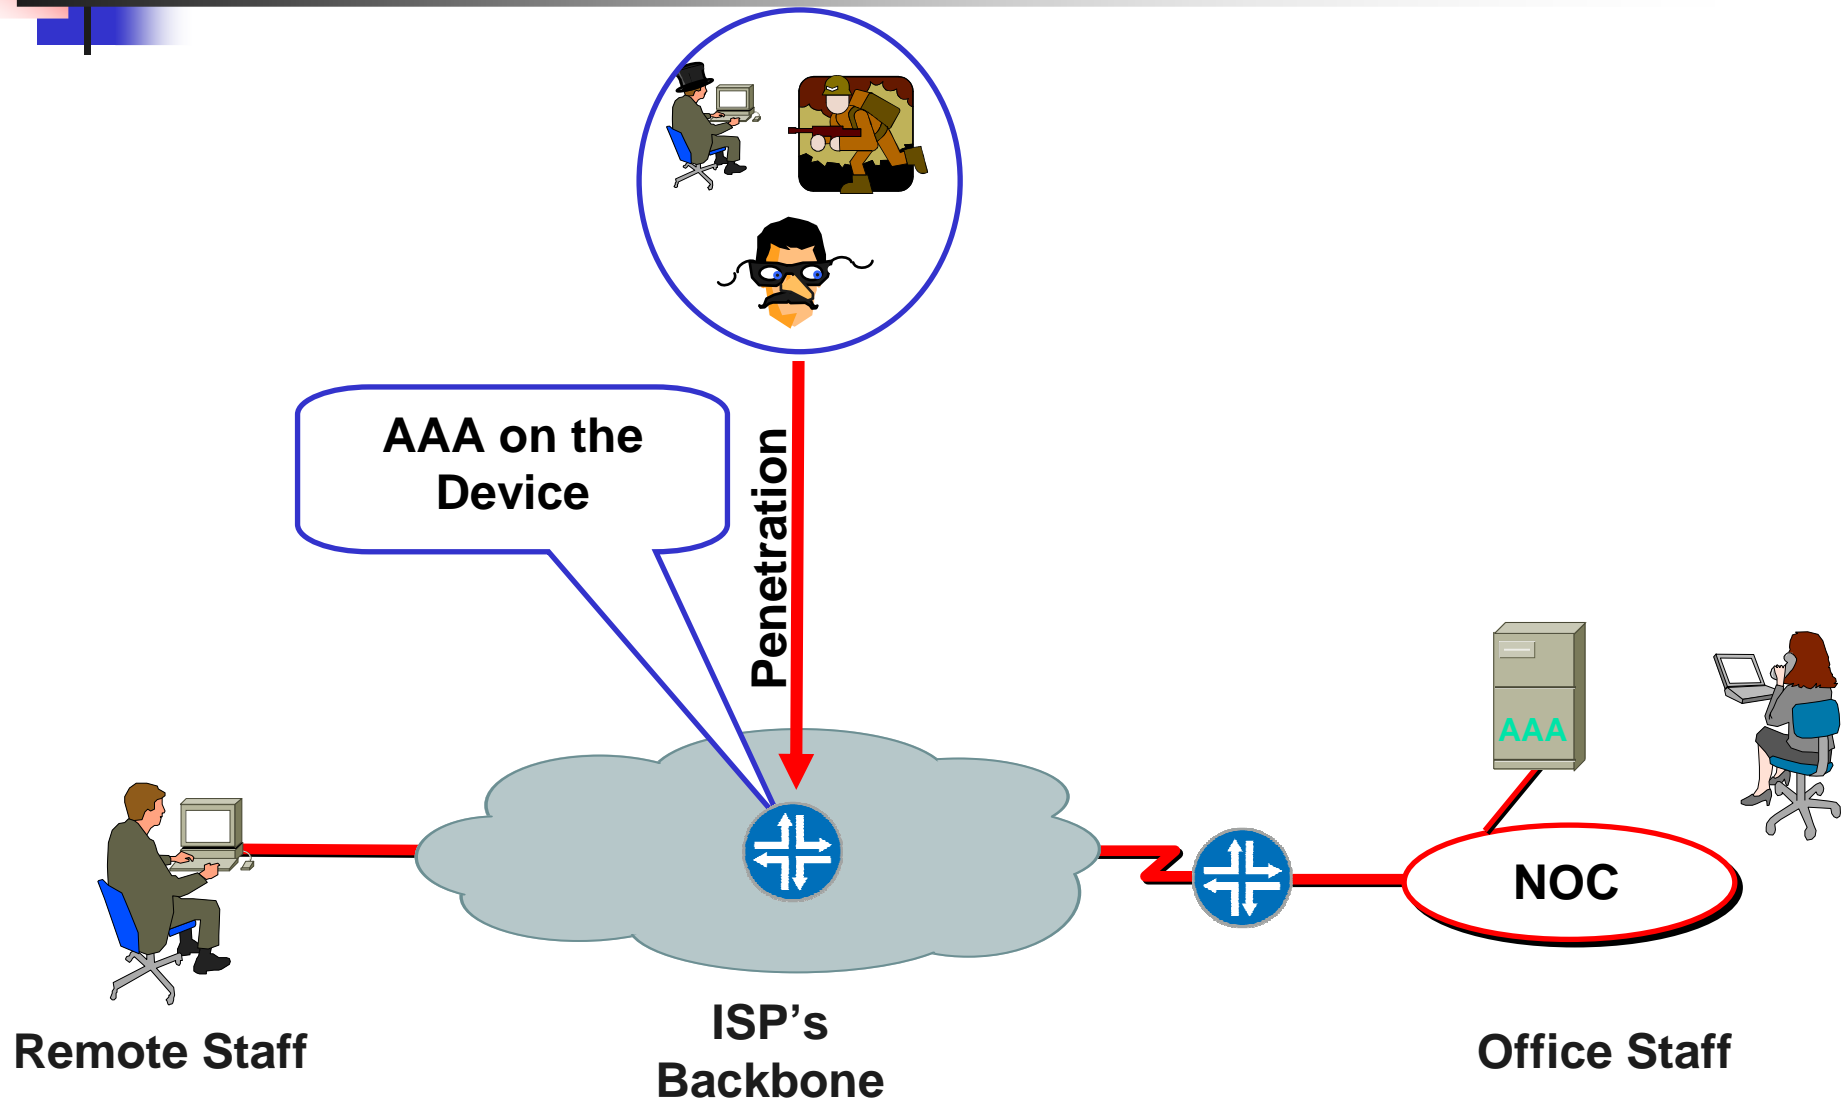 AAA on the
Device
Penetration
AAA
NOC
Remote Staff
ISP’s
Backbone
Office Staff